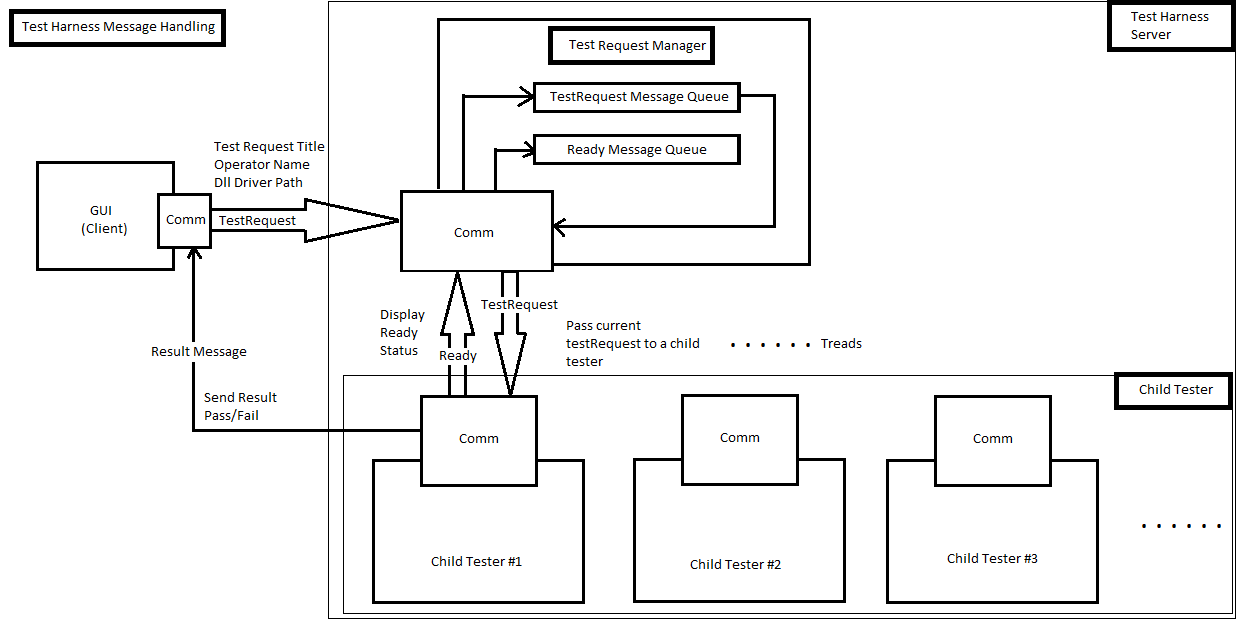 Test Harness Message Handling
Test Harness
Server
Test Request Manager
TestRequest Message Queue
Ready Message Queue
Test Request Title
Operator Name
Dll Driver Path
GUI
(Client)
Comm
TestRequest
Comm
TestRequest
Display
Ready
Status
Ready
Pass current
testRequest to a child
tester
. . . . . . Treads
Result Message
Send Result
Pass/Fail
Child Tester
Comm
Comm
Comm
. . . . . .
Child Tester #1
Child Tester #2
Child Tester #3